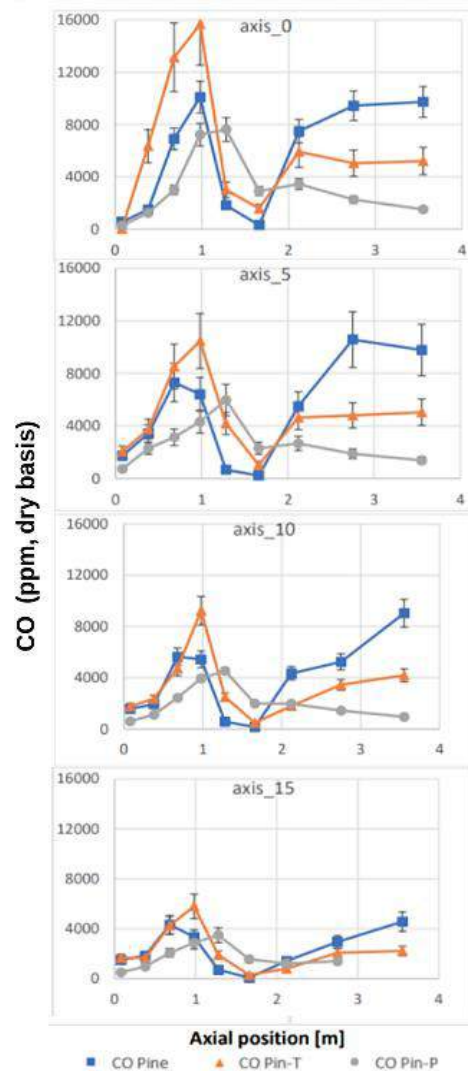 axis_0
16000
12000
8000
4000
0
0 1 2 3 4
axis_5
16000
12000
8000
4000
0
0 1 2 3 4
axis_10
16000
12000
8000
4000
0
0 1 2 3 4
axis_15
16000
12000
8000
4000
0
0 1 2 3 4
CO (ppm, dry basis)
Axial position [m]
CO Pine CO Pin-T CO Pin-P